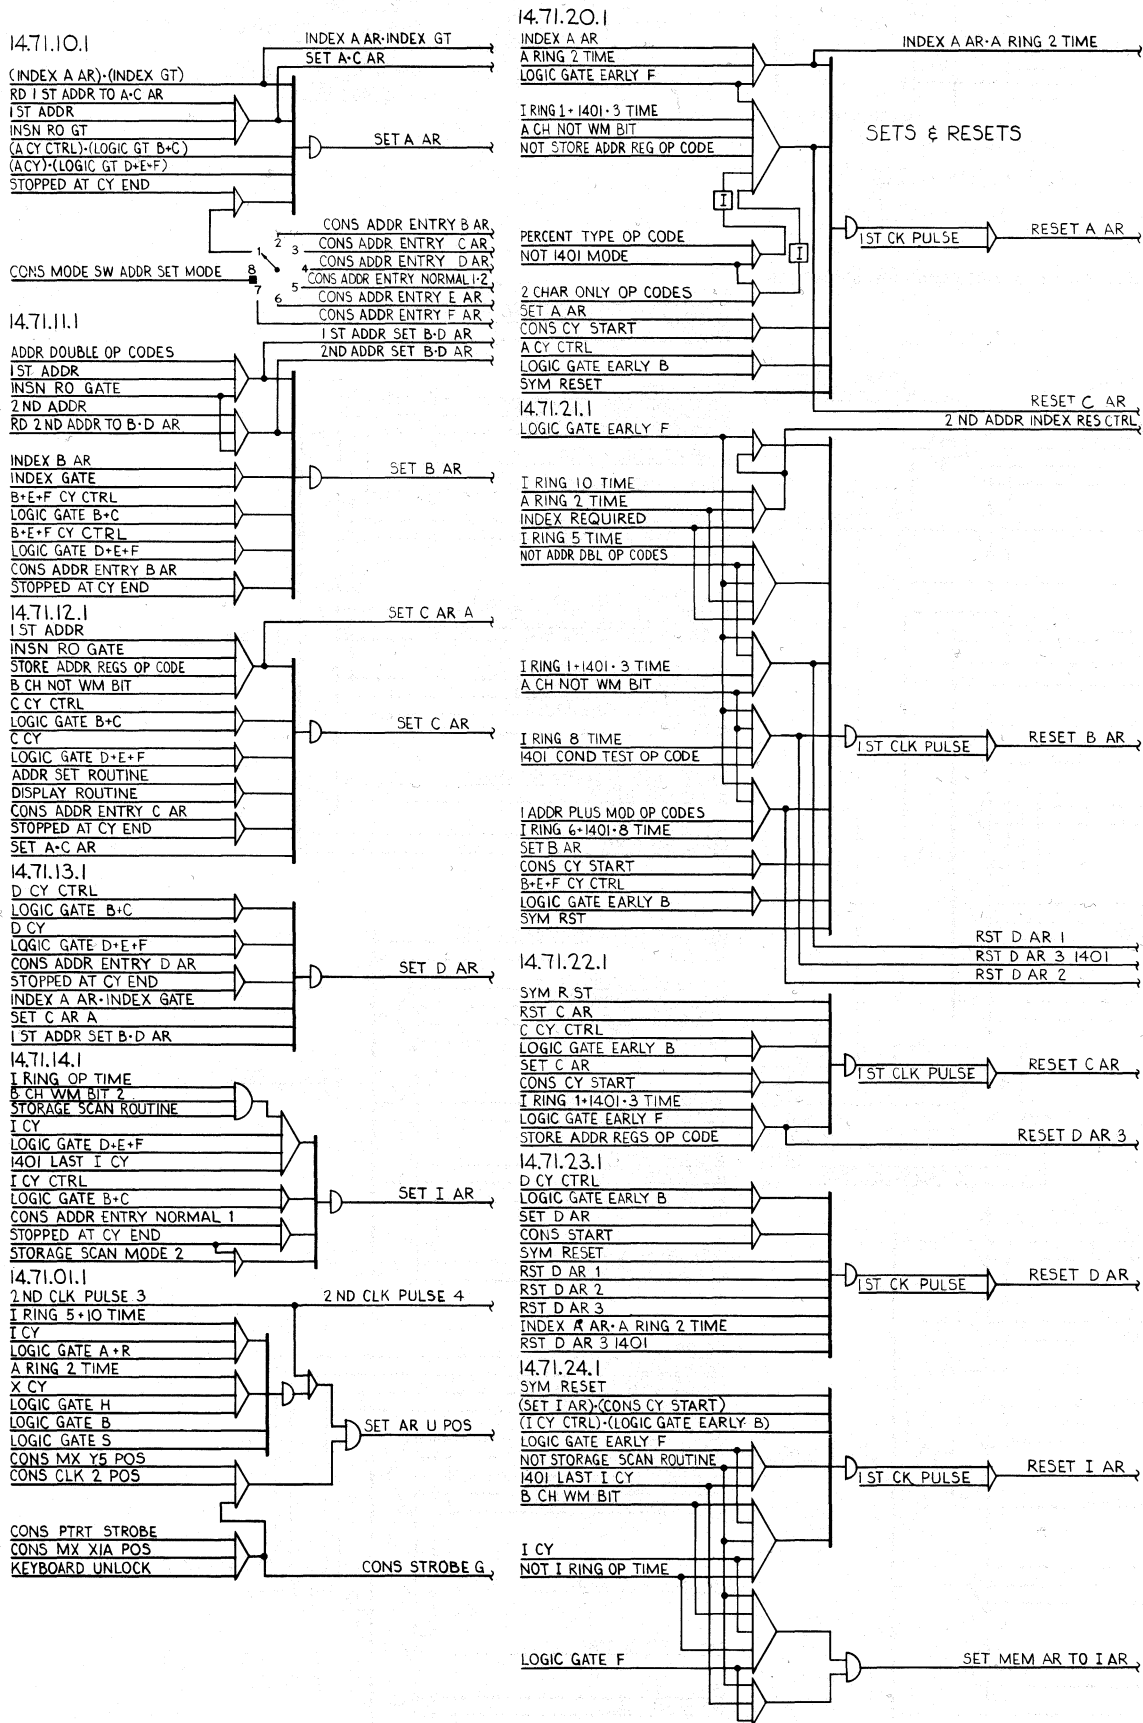 14.71.10.1
INDEX A AR·INDEX GT
SET A·C AR
(INDEX A AR)·(INDEX GT)
RD 1 ST ADDR TO A·C AR
1 ST ADDR
INSN RO GT
(A CY CTRL)·(LOGIC GT B+C)
(A CY)·(LOGIC GT D+E+F)
STOPPED AT CY END
SET A AR
CONS ADDR ENTRY B AR
CONS ADDR ENTRY C AR
CONS ADDR ENTRY D AR
CONS ADDR ENTRY NORMAL 1·2
CONS ADDR ENTRY E AR
CONS ADDR ENTRY F AR
1
2
3
4
5
6
7
8
CONS MODE SW ADDR SET MODE
14.71.11.1
1 ST ADDR SET B·D AR
2ND ADDR SET B·D AR
ADDR DOUBLE OP CODES
1ST ADDR
INSN RO GATE
2 ND ADDR
RD 2 ND ADDR TO B·D AR
INDEX B AR
INDEX GATE
B+E+F CY CTRL
LOGIC GATE B+C
B+E+F CY CTRL
LOGIC GATE D+E+F
CONS ADDR ENTRY B AR
STOPPED AT CY END
SET B AR
14.71.12.1
1 ST ADDR
INSN RO GATE
STORE ADDR REGS OP CODE
B CH NOT WM BIT
C CY CTRL
LOGIC GATE B+C
C CY
LOGIC GATE D+E+F
ADDR SET ROUTINE
DISPLAY ROUTINE
CONS ADDR ENTRY C AR
STOPPED AT CY END
SET A·C AR
SET C AR A
SET C AR
14.71.13.1
D CY CTRL
LOGIC GATE B+C
D CY
LOGIC GATE D+E+F
CONS ADDR ENTRY D AR
STOPPED AT CY END
INDEX A AR·INDEX GATE
SET C AR A
1 ST ADDR SET B·D AR
SET D AR
14.71.14.1
I RING OP TIME
B CH WM BIT 2
STORAGE SCAN ROUTINE
I CY
LOGIC GATE D+E+F
1401 LAST I CY
I CY CTRL
LOGIC GATE B+C
CONS ADDR ENTRY NORMAL 1
STOPPED AT CY END
STORAGE SCAN MODE 2
SET I AR
14.71.01.1
2 ND CLK PULSE 3
2 ND CLK PULSE 4
I RING 5+10 TIME
I CY
LOGIC GATE A+R
A RING 2 TIME
X CY
LOGIC GATE H
LOGIC GATE B
LOGIC GATE S
CONS MX Y5 POS
CONS CLK 2 POS
SET AR U POS
CONS PTRT STROBE
CONS MX X1A POS
KEYBOARD UNLOCK
CONS STROBE G
14.71.20.1
INDEX A AR
A RING 2 TIME
LOGIC GATE EARLY F
INDEX A AR·A RING 2 TIME
I RING 1+1401·3 TIME
A CH NOT WM BIT
NOT STORE ADDR REG OP CODE
SETS & RESETS
I
I
PERCENT TYPE OP CODE
NOT 1401 MODE
2 CHAR ONLY OP CODES
SET A AR
CONS CY START
A CY CTRL
LOGIC GATE EARLY B
SYM RESET
1 ST CK PULSE
RESET A AR
RESET C AR
14.71.21.1
2 ND ADDR INDEX RES CTRL
LOGIC GATE EARLY F
I RING 10 TIME
A RING 2 TIME
INDEX REQUIRED
I RING 5 TIME
NOT ADDR DBL OP CODES
I RING 1+1401·3 TIME
A CH NOT WM BIT
I RING 8 TIME
1401 COND TEST OP CODE
1 ADDR PLUS MOD OP CODES
I RING 6+1401·8 TIME
SET B AR
CONS CY START
B+E+F CY CTRL
LOGIC GATE EARLY B
SYM RST
1 ST CLK PULSE
RESET B AR
RST D AR 1
RST D AR 3 1401
RST D AR 2
14.71.22.1
SYM R ST
RST C AR
C CY CTRL
LOGIC GATE EARLY B
SET C AR
CONS CY START
I RING 1+1401·3 TIME
LOGIC GATE EARLY F
STORE ADDR REGS OP CODE
1 ST CLK PULSE
RESET C AR
RESET D AR 3
14.71.23.1
D CY CTRL
LOGIC GATE EARLY B
SET D AR
CONS START
SYM RESET
RST D AR 1
RST D AR 2
RST D AR 3
INDEX A AR·A RING 2 TIME
RST D AR 3 1401
1 ST CK PULSE
RESET D AR
14.71.24.1
SYM RESET
(SET I AR)·(CONS CY START)
(I CY CTRL)·(LOGIC GATE EARLY B)
LOGIC GATE EARLY F
NOT STORAGE SCAN ROUTINE
1401 LAST I CY
B CH WM BIT
I CY
NOT I RING OP TIME
1 ST CK PULSE
RESET I AR
LOGIC GATE F
SET MEM AR TO I AR